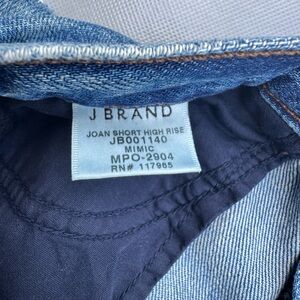 J BRAND
JOAN SHORT HIGH RISE
JB001140
MIMIC
MPO-2904
RN# 117965